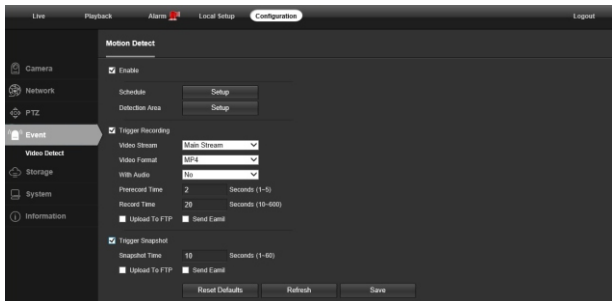 Live Playback Alarm Local Setup Configuration Logout
Motion Detect
Camera
Network
PTZ
Event
Video Detect
Storage
System
Information
Enable
Schedule Setup
Detection Area Setup
Trigger Recording
Video Stream Main Stream
Video Format MP4
With Audio No
Prerecord Time 2 Seconds (1~5)
Record Time 20 Seconds (10~600)
Upload To FTP Send Eamil
Trigger Snapshot
Snapshot Time 10 Seconds (1~60)
Upload To FTP Send Eamil
Reset Defaults Refresh Save